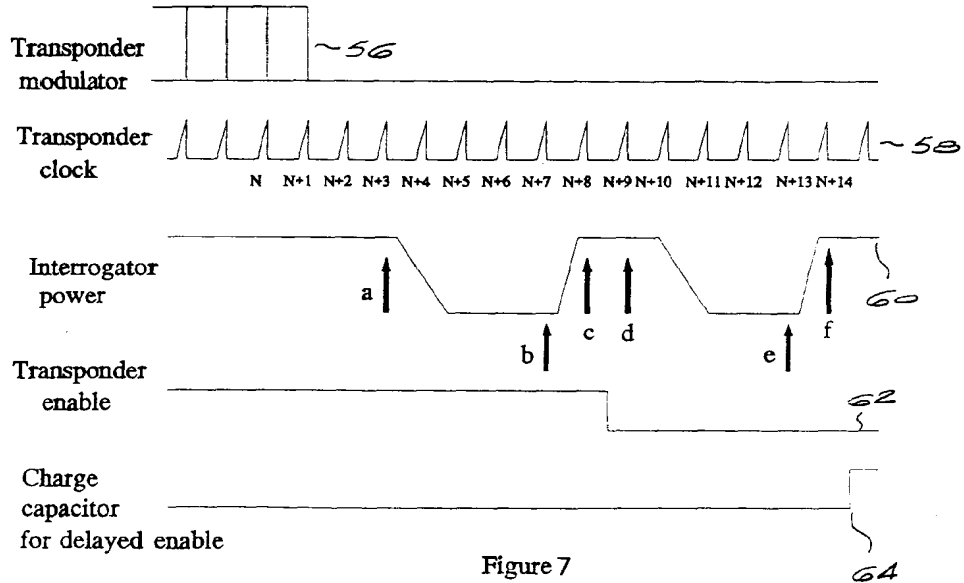 Transponder
modulator
~56
Transponder
clock
~58
N N+1 N+2 N+3 N+4 N+5 N+6 N+7 N+8 N+9 N+10 N+11 N+12 N+13 N+14
Interrogator
power
a
b
c
d
e
f
60
Transponder
enable
62
Charge
capacitor
for delayed enable
64
Figure 7